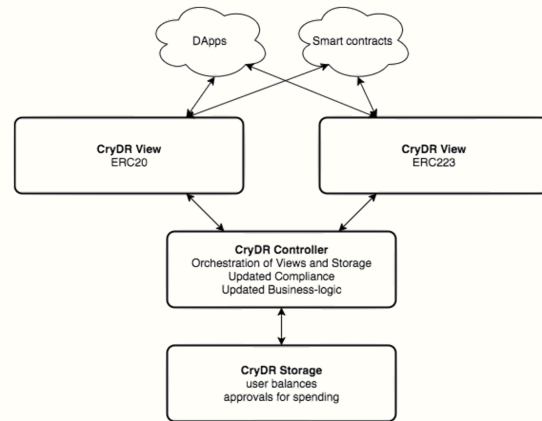 DApps
Smart contracts
CryDR View
ERC20
CryDR View
ERC223
CryDR Controller
Orchestration of Views and Storage
Updated Compliance
Updated Business-logic
CryDR Storage
user balances
approvals for spending